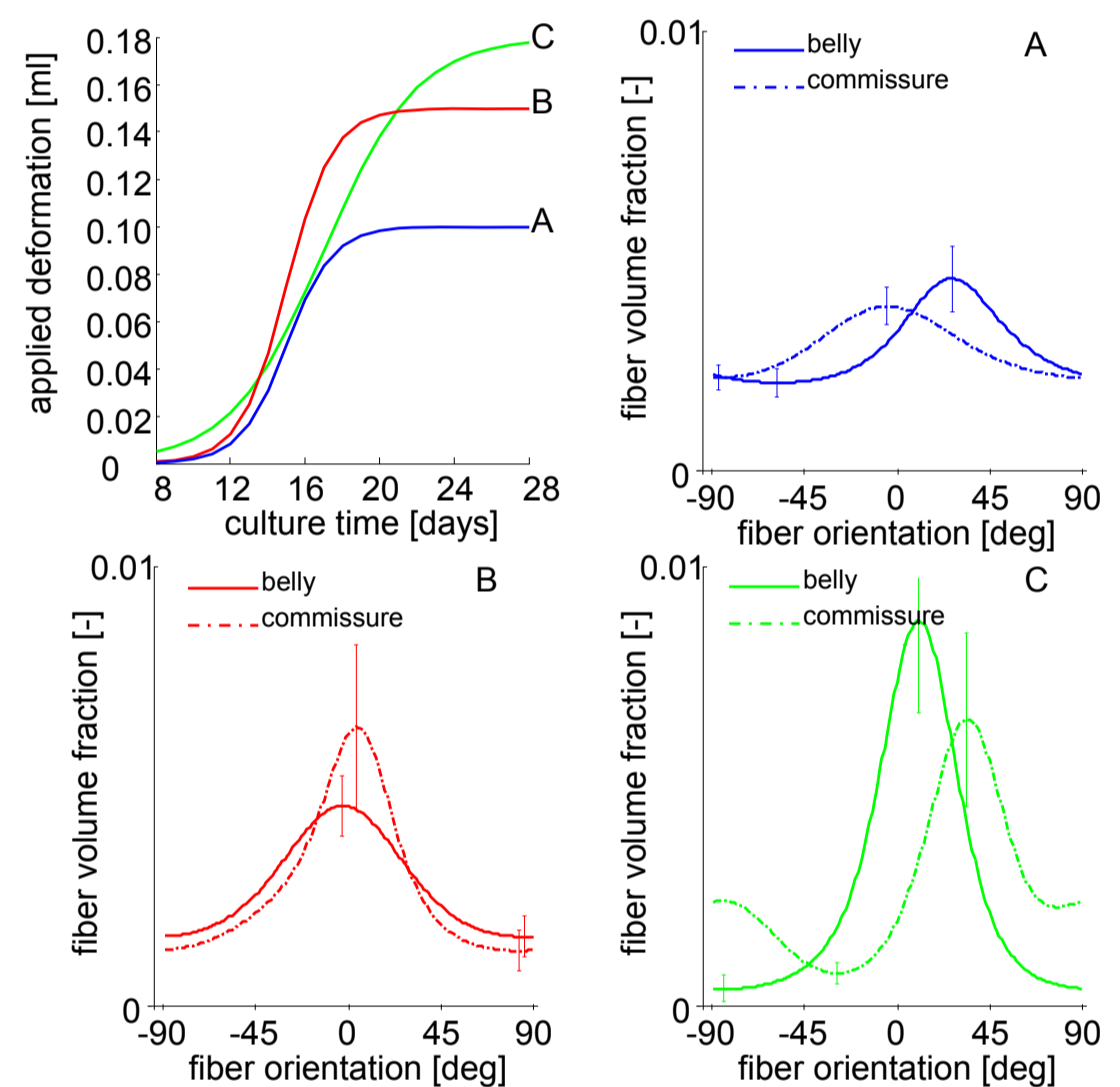 applied deformation [ml]
0.18
0.16
0.14
0.12
0.10
0.08
0.06
0.04
0.02
0
8 12 16 20 24 28
culture time [days]
C
B
A
fiber volume fraction [-]
0.01
0
belly
commissure
A
-90 -45 0 45 90
fiber orientation [deg]
fiber volume fraction [-]
0.01
0
belly
commissure
B
-90 -45 0 45 90
fiber orientation [deg]
fiber volume fraction [-]
0.01
0
belly
commissure
C
-90 -45 0 45 90
fiber orientation [deg]